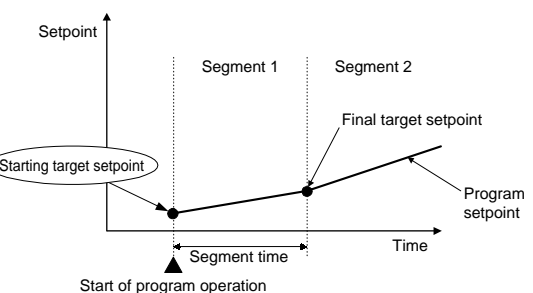 Setpoint
Segment 1
Segment 2
Final target setpoint
Starting target setpoint
Program
setpoint
Time
Segment time
Start of program operation